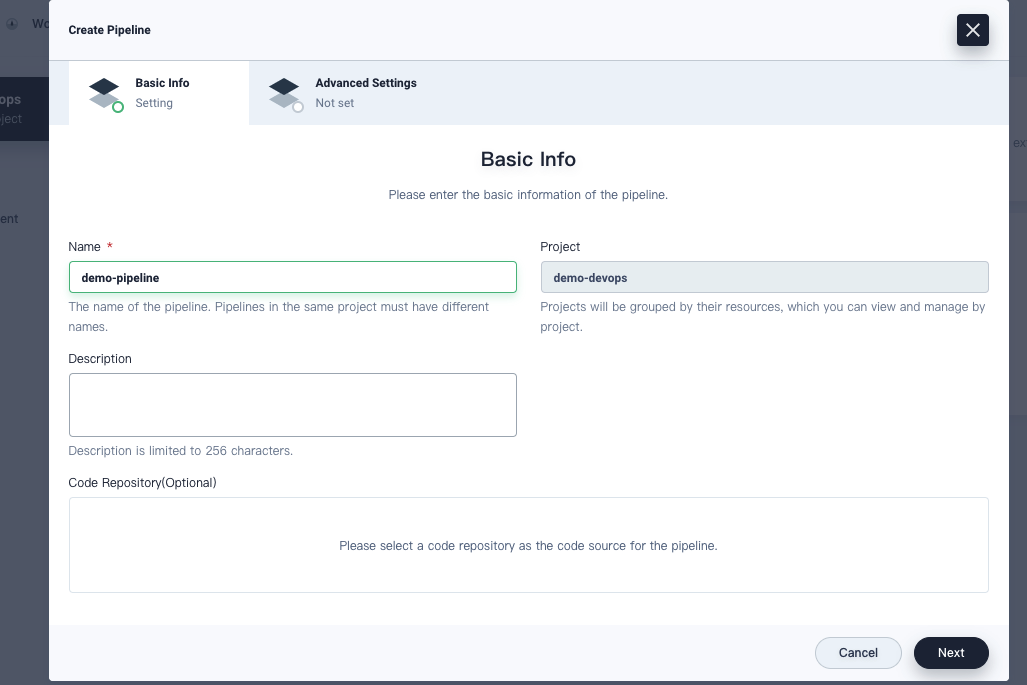 Wo
Create Pipeline
Basic Info
Setting
Advanced Settings
Not set
ops
ject
ex
ent
Basic Info
Please enter the basic information of the pipeline.
Name *
demo-pipeline
The name of the pipeline. Pipelines in the same project must have different
names.
Project
demo-devops
Projects will be grouped by their resources, which you can view and manage by
project.
Description
Description is limited to 256 characters.
Code Repository(Optional)
Please select a code repository as the code source for the pipeline.
Cancel
Next